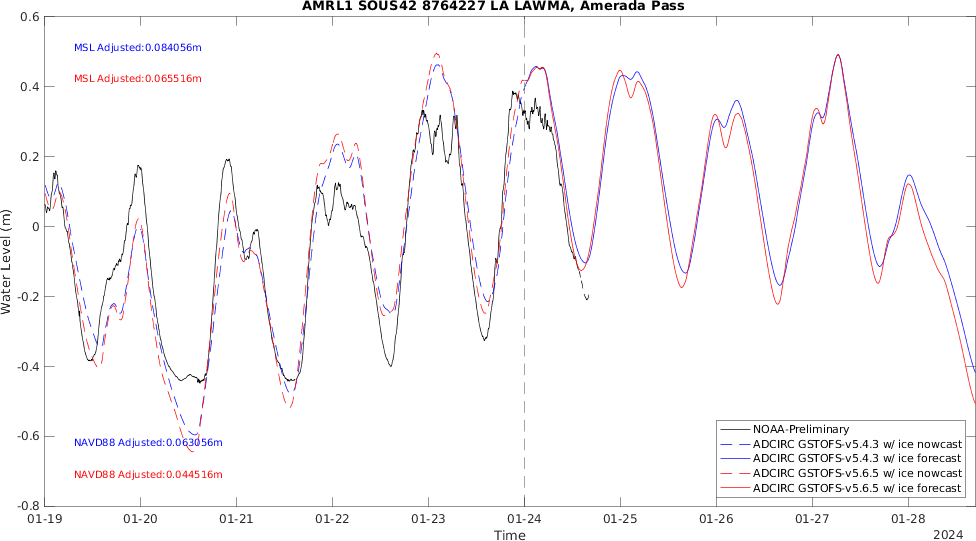 AMRL1 SOUS42 8764227 LA LAWMA, Amerada Pass
0.6
0.4
0.2
0
-0.2
-0.4
-0.6
-0.8
Water Level (m)
MSL Adjusted:0.084056m
MSL Adjusted:0.065516m
NAVD88 Adjusted:0.063056m
NAVD88 Adjusted:0.044516m
NOAA-Preliminary
ADCIRC GSTOFS-v5.4.3 w/ ice nowcast
ADCIRC GSTOFS-v5.4.3 w/ ice forecast
ADCIRC GSTOFS-v5.6.5 w/ ice nowcast
ADCIRC GSTOFS-v5.6.5 w/ ice forecast
01-19 01-20 01-21 01-22 01-23 01-24 01-25 01-26 01-27 01-28
Time
2024